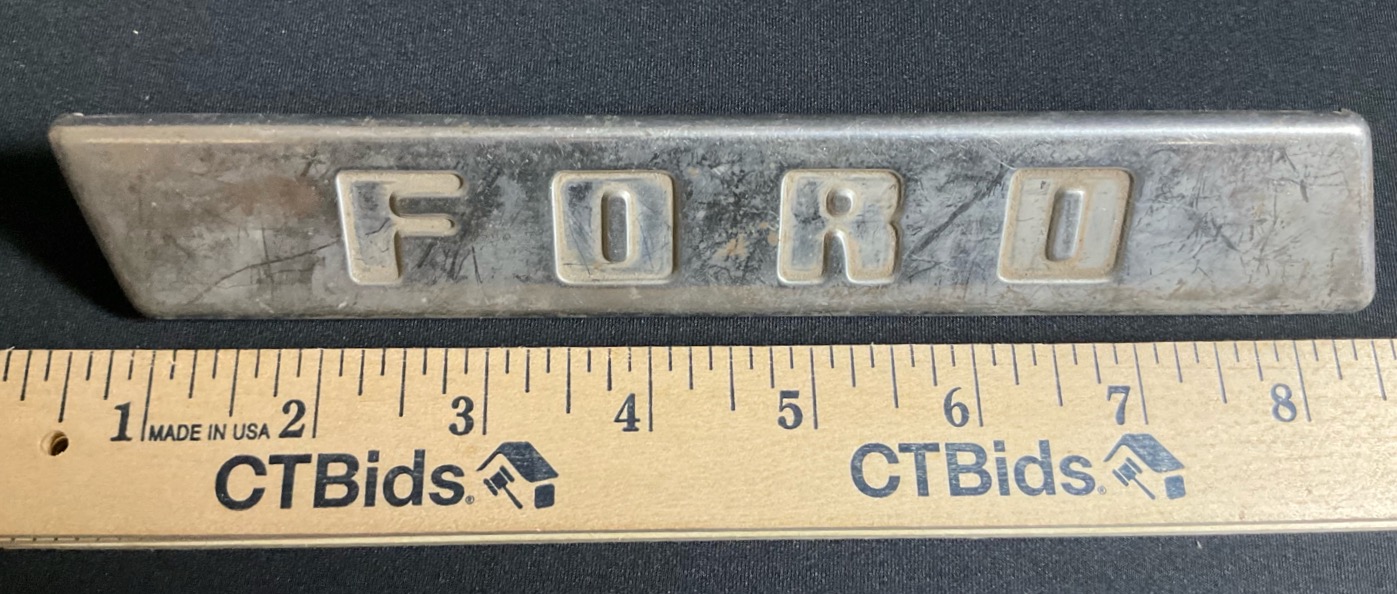 FORD
1 MADE IN USA 2 3 4 5 6 7 8
CTBids® CTBids®